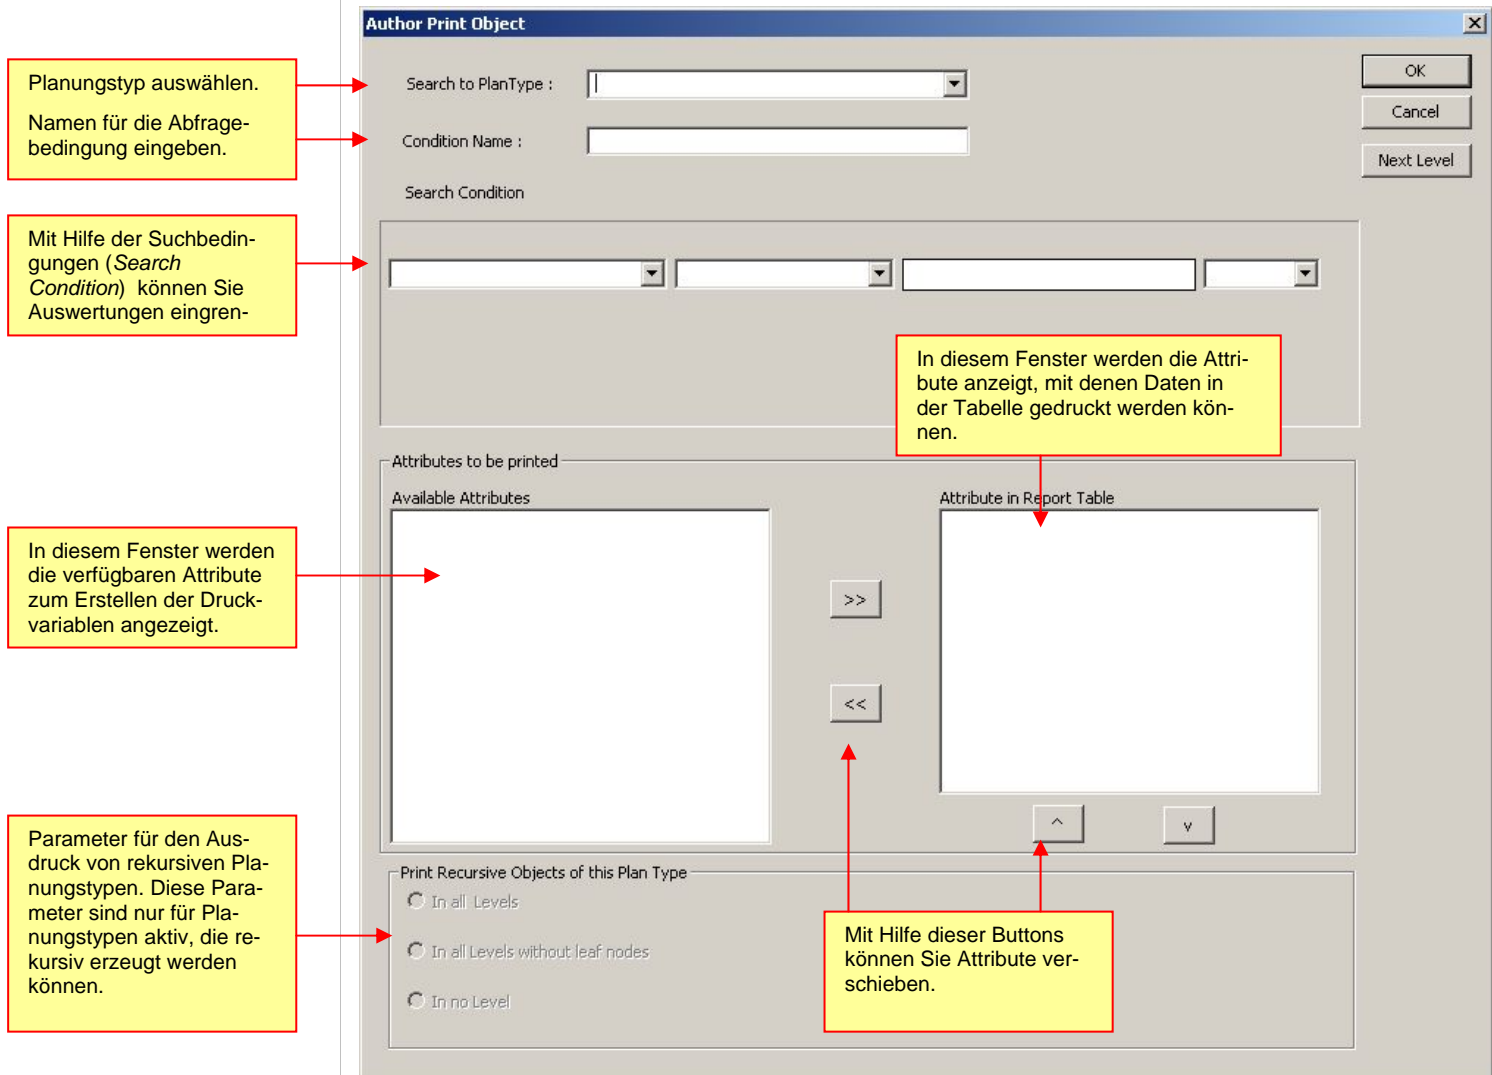 Author Print Object
Planungstyp auswählen.
Namen für die Abfrage-
bedingung eingeben.
Search to PlanType :
Condition Name :
Search Condition
OK
Cancel
Next Level
Mit Hilfe der Suchbedin-
gungen (Search
Condition) können Sie
Auswertungen eingren-
In diesem Fenster werden die Attri-
bute anzeigt, mit denen Daten in
der Tabelle gedruckt werden kön-
nen.
Attributes to be printed
Available Attributes
Attribute in Report Table
In diesem Fenster werden
die verfügbaren Attribute
zum Erstellen der Druck-
variablen angezeigt.
>>
<<
^
v
Parameter für den Aus-
druck von rekursiven Pla-
nungstypen. Diese Para-
meter sind nur für Pla-
nungstypen aktiv, die re-
kursiv erzeugt werden
können.
Print Recursive Objects of this Plan Type
In all Levels
In all Levels without leaf nodes
In no Level
Mit Hilfe dieser Buttons
können Sie Attribute ver-
schieben.